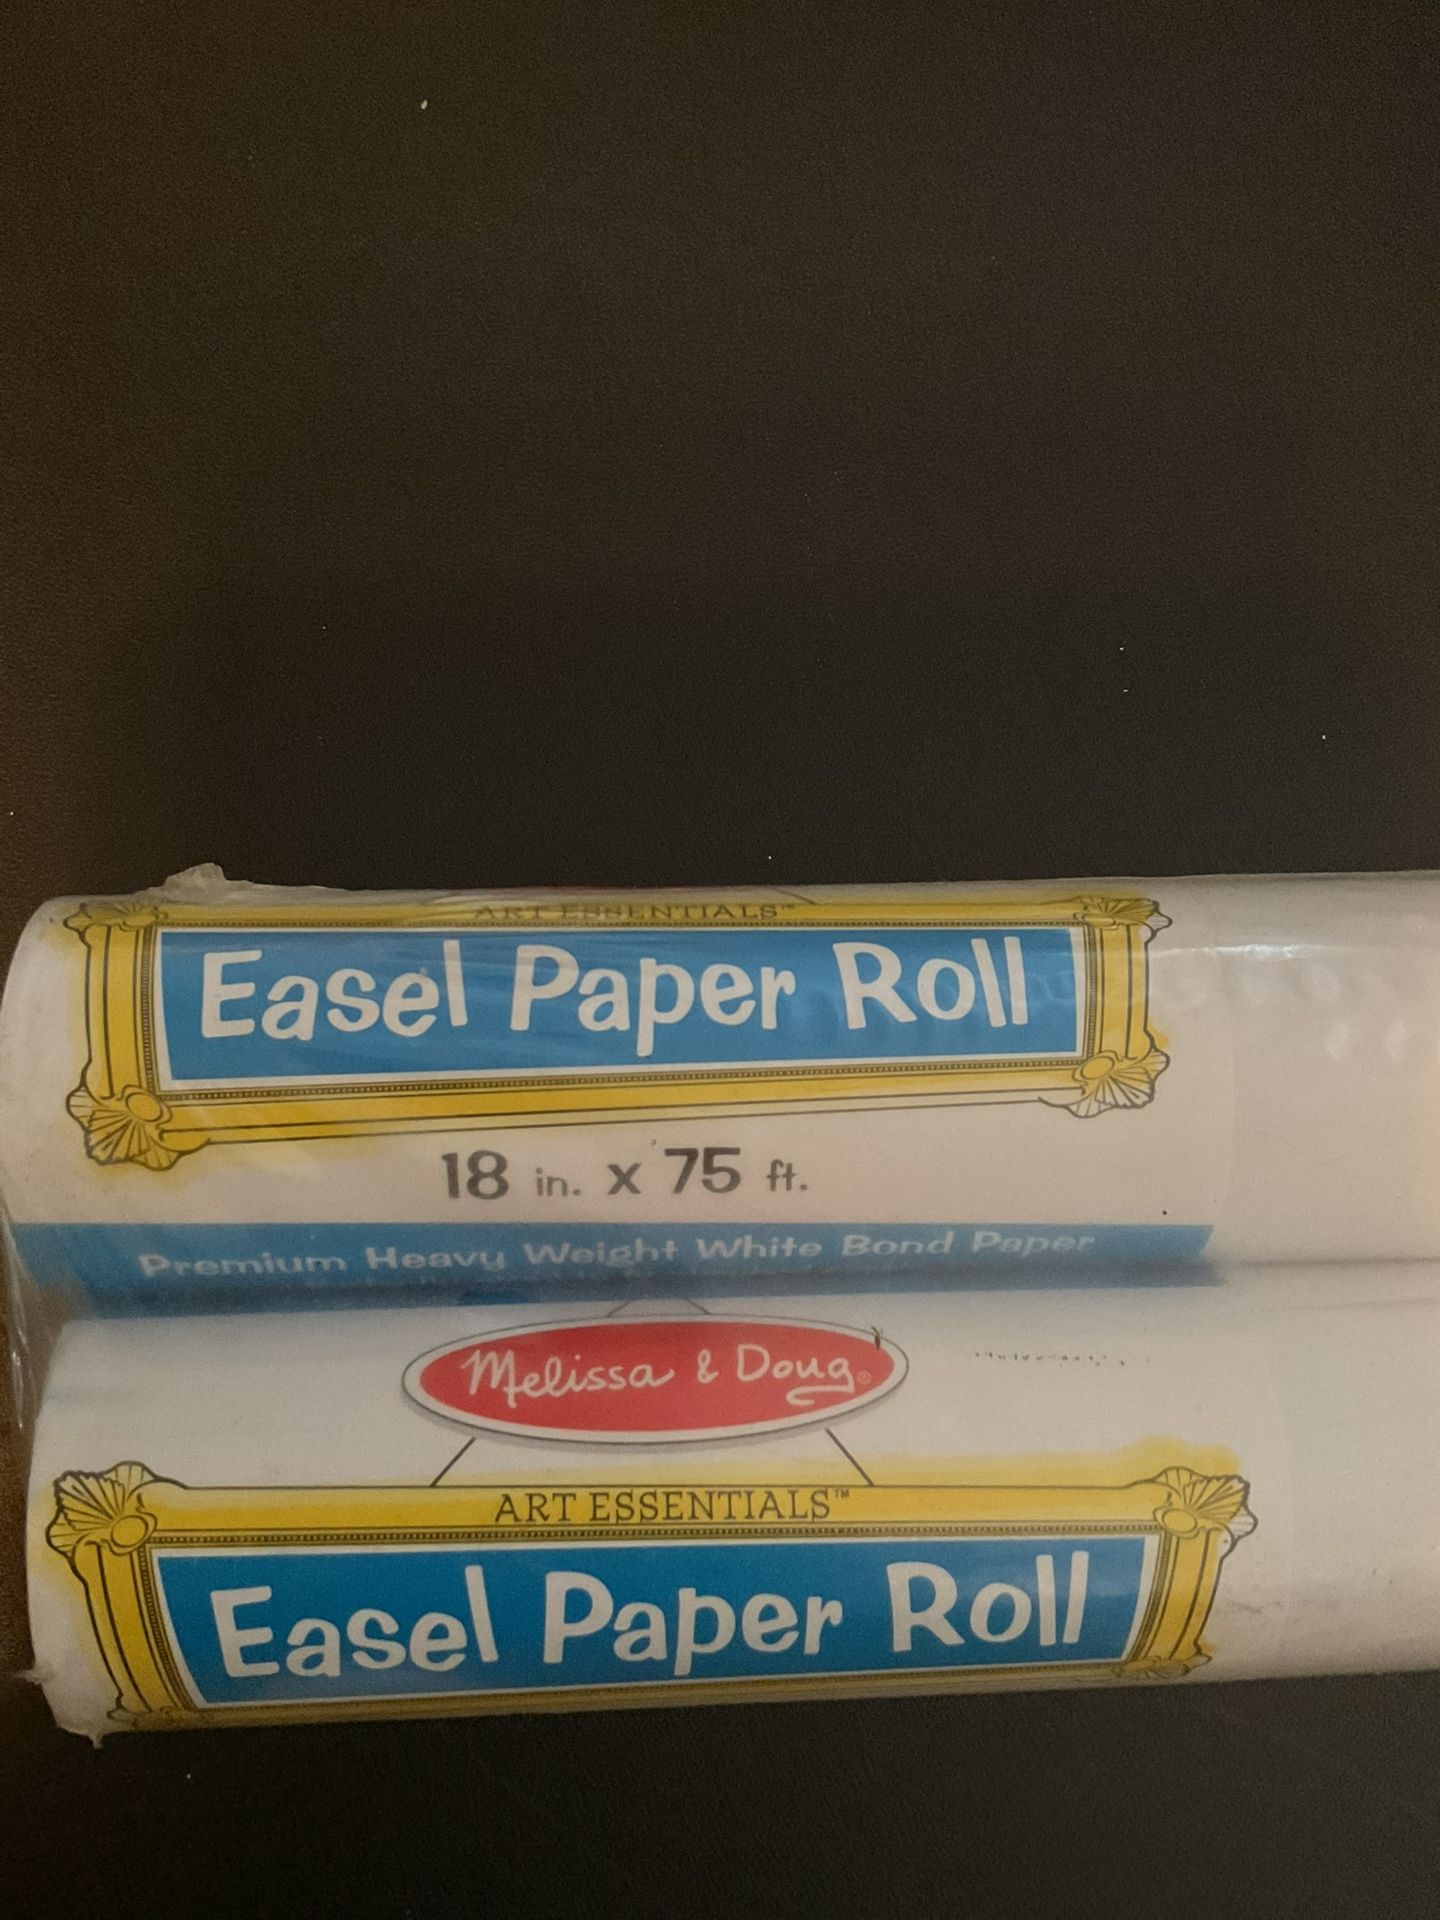 ART ESSENTIALS™
Easel Paper Roll
18 in. x 75 ft.
Premium Heavy Weight White Bond Paper
Melissa & Doug®
ART ESSENTIALS™
Easel Paper Roll